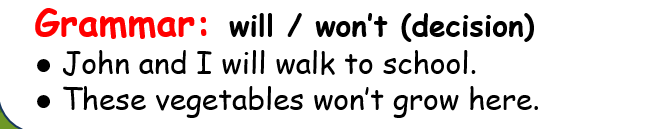 Grammar: will / won't (decision)
● John and I will walk to school.
● These vegetables won't grow here.